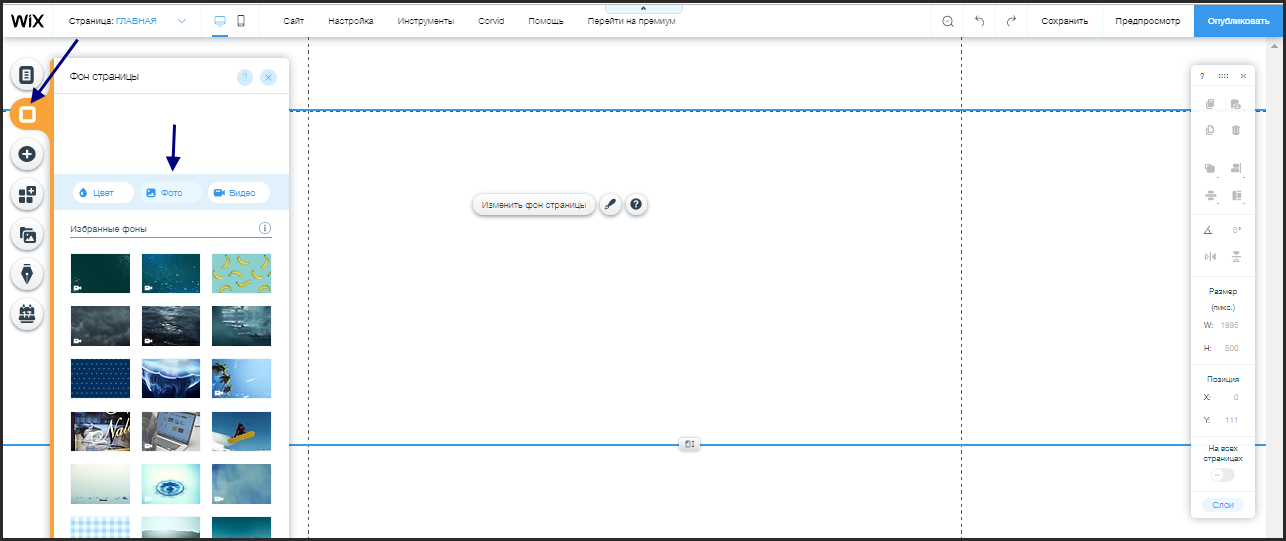 WIX Страница: ГЛАВНАЯ Сайт Настройка Инструменты Corvid Помощь Перейти на премиум Сохранить Предпросмотр Опубликовать
Фон страницы ? ×
Цвет Фото Видео
Избранные фоны i
Изменить фон страницы ?
? ×
0°
Размер
(пикс.)
W: 1895
H: 500
Позиция
X: 0
Y: 111
На всех
страницах
Слои